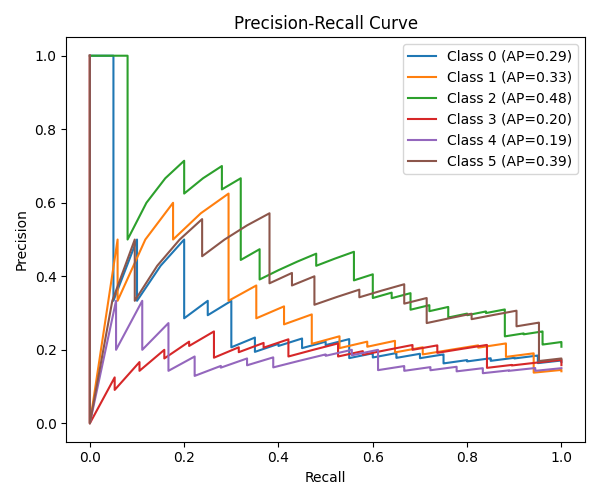 Precision-Recall Curve
Class 0 (AP=0.29)
Class 1 (AP=0.33)
Class 2 (AP=0.48)
Class 3 (AP=0.20)
Class 4 (AP=0.19)
Class 5 (AP=0.39)
Precision
1.0
0.8
0.6
0.4
0.2
0.0
0.0 0.2 0.4 0.6 0.8 1.0
Recall